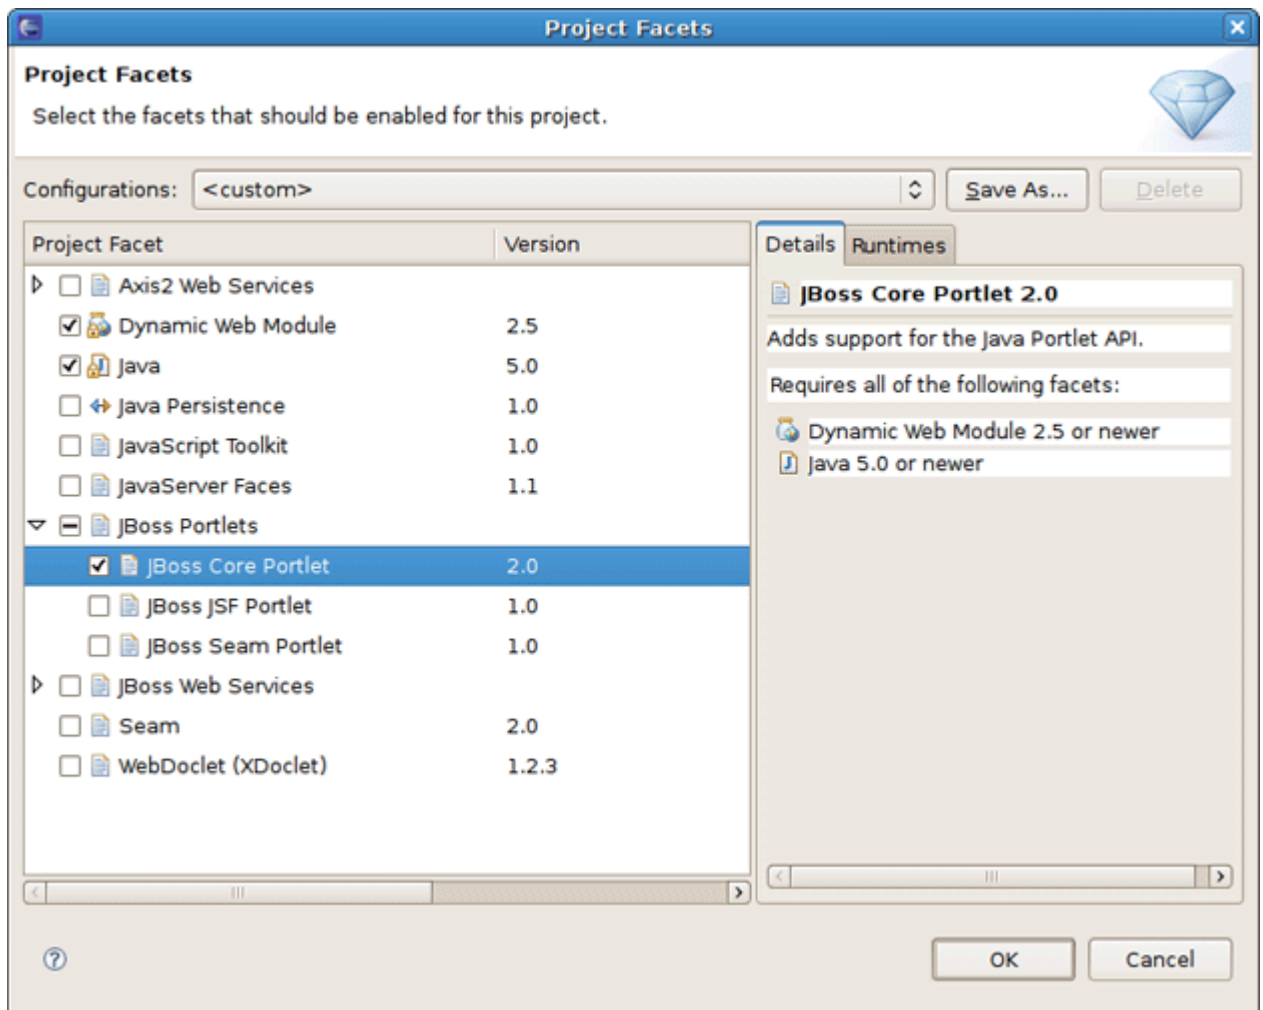 Project Facets
Project Facets
Select the facets that should be enabled for this project.
Configurations: <custom> Save As... Delete
Project Facet Version
Axis2 Web Services
Dynamic Web Module 2.5
Java 5.0
Java Persistence 1.0
JavaScript Toolkit 1.0
JavaServer Faces 1.1
JBoss Portlets
JBoss Core Portlet 2.0
JBoss JSF Portlet 1.0
JBoss Seam Portlet 1.0
JBoss Web Services
Seam 2.0
WebDoclet (XDoclet) 1.2.3
Details Runtimes
JBoss Core Portlet 2.0
Adds support for the Java Portlet API.
Requires all of the following facets:
Dynamic Web Module 2.5 or newer
Java 5.0 or newer
OK Cancel